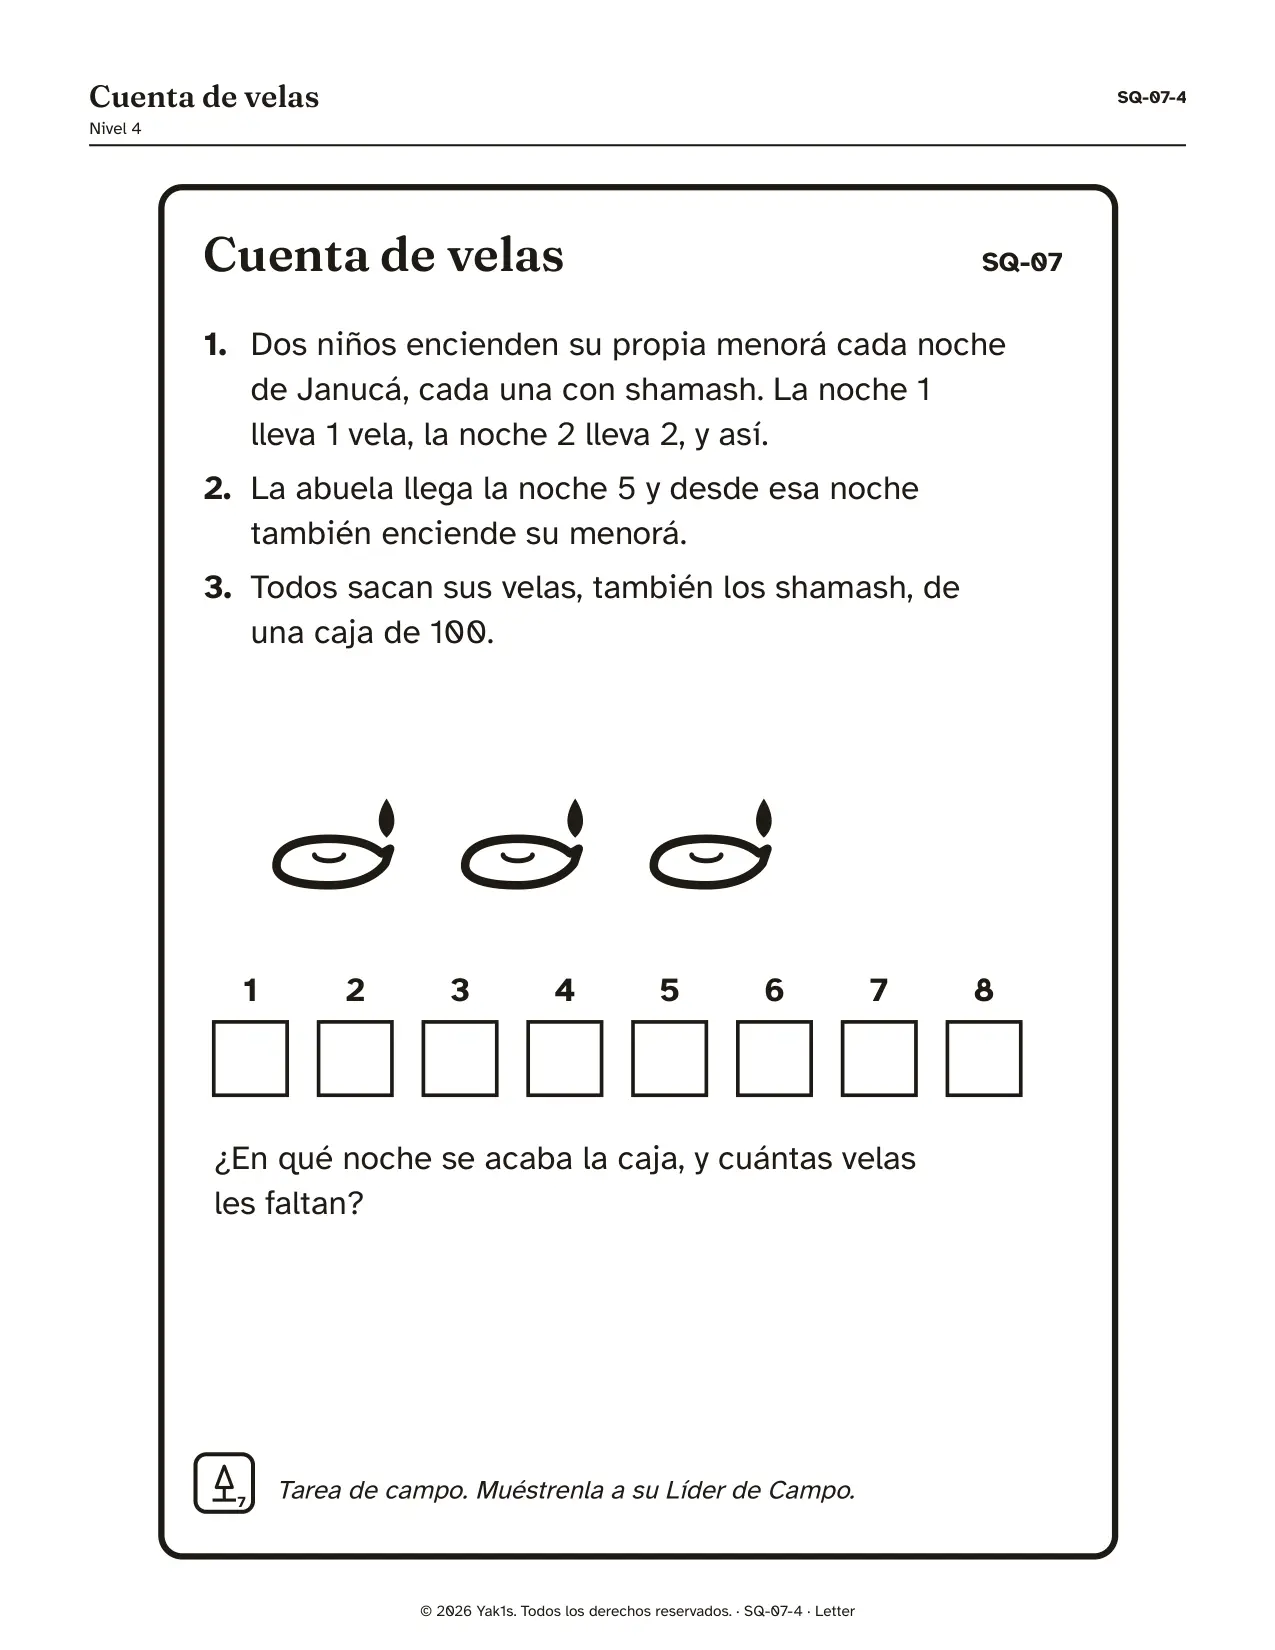 Cuenta de velas
SQ-07-4
Nivel 4
Cuenta de velas
SQ-07
1. Dos niños encienden su propia menorá cada noche
de Janucá, cada una con shamash. La noche 1
lleva 1 vela, la noche 2 lleva 2, y así.
2. La abuela llega la noche 5 y desde esa noche
también enciende su menorá.
3. Todos sacan sus velas, también los shamash, de
una caja de 100.
1 2 3 4 5 6 7 8
¿En qué noche se acaba la caja, y cuántas velas
les faltan?
7
Tarea de campo. Muéstrenla a su Líder de Campo.
© 2026 Yak1s. Todos los derechos reservados. · SQ-07-4 · Letter